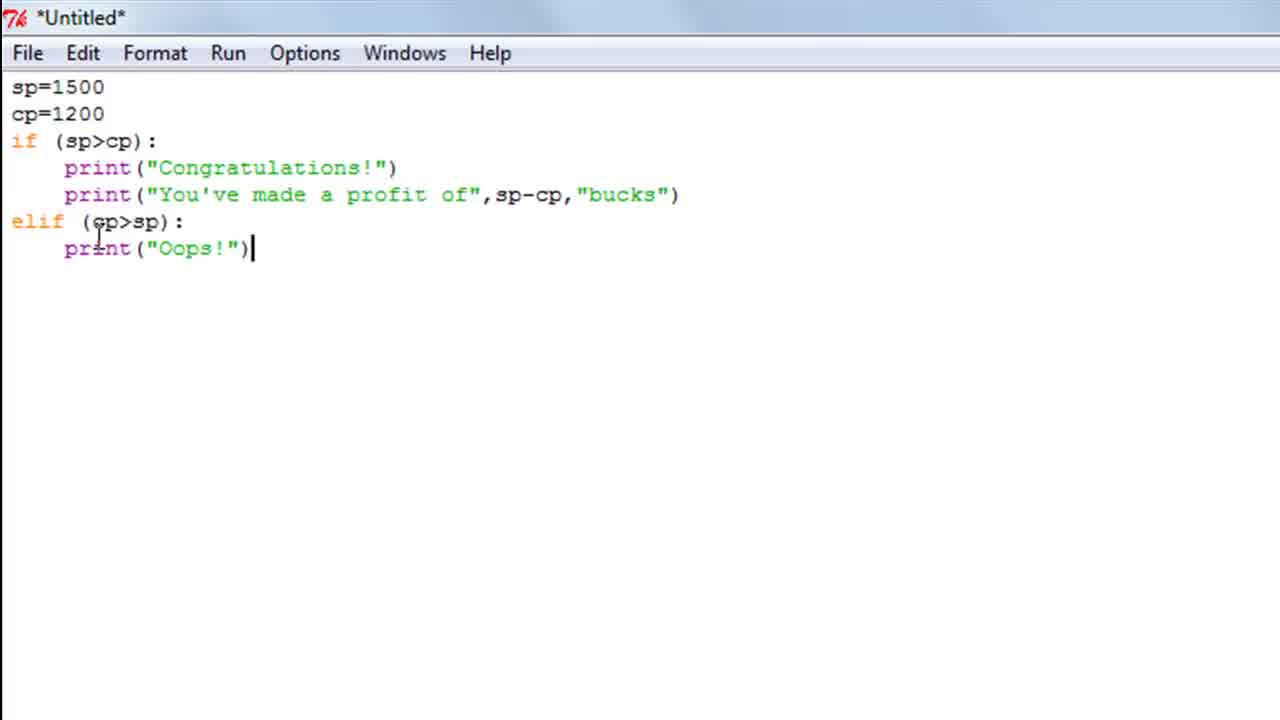 *Untitled*
File Edit Format Run Options Windows Help
sp=1500
cp=1200
if (sp>cp):
    print("Congratulations!")
    print("You've made a profit of",sp-cp,"bucks")
elif (cp>sp):
    print("Oops!")